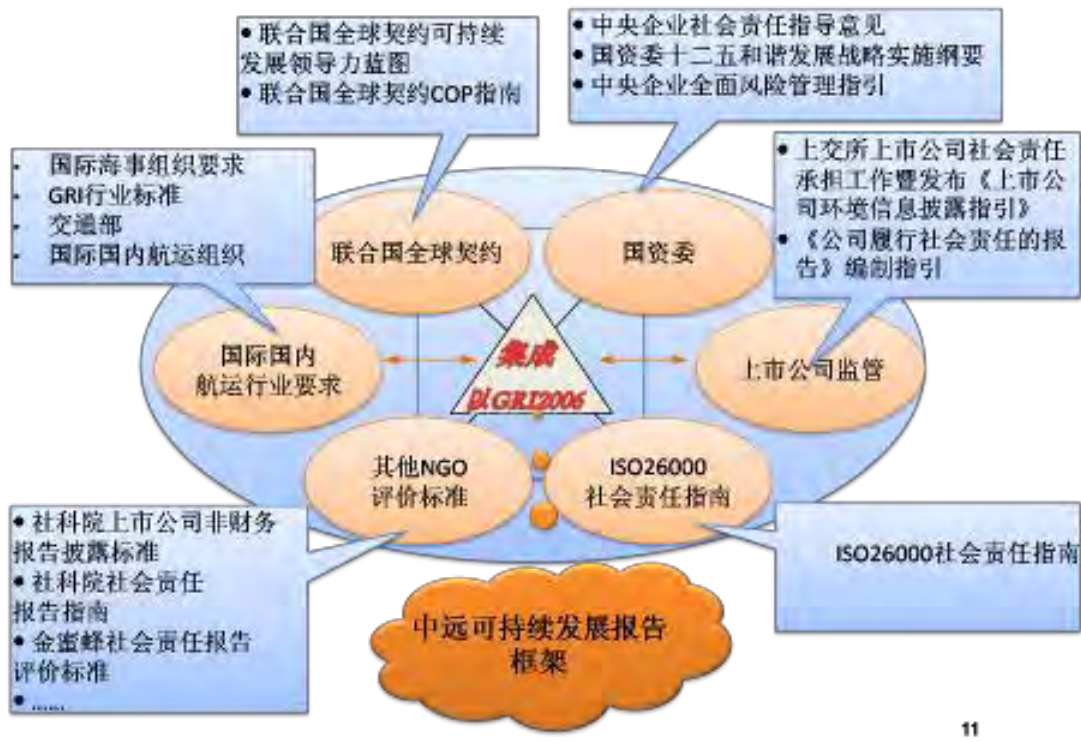 • 联合国全球契约可持续
发展领导力蓝图
• 联合国全球契约COP指南
• 中央企业社会责任指导意见
• 国资委十二五和谐发展战略实施纲要
• 中央企业全面风险管理指引
• 国际海事组织要求
• GRI行业标准
• 交通部
• 国际国内航运组织
• 上交所上市公司社会责任
承担工作暨发布《上市公
司环境信息披露指引》
• 《公司履行社会责任的报
告》编制指引
联合国全球契约
国资委
国际国内
航运行业要求
集成
以GRI2006
上市公司监管
其他NGO
评价标准
ISO26000
社会责任指南
• 社科院上市公司非财务
报告披露标准
• 社科院社会责任
报告指南
• 金蜜蜂社会责任报告
评价标准
• ......
ISO26000社会责任指南
中远可持续发展报告
框架
11